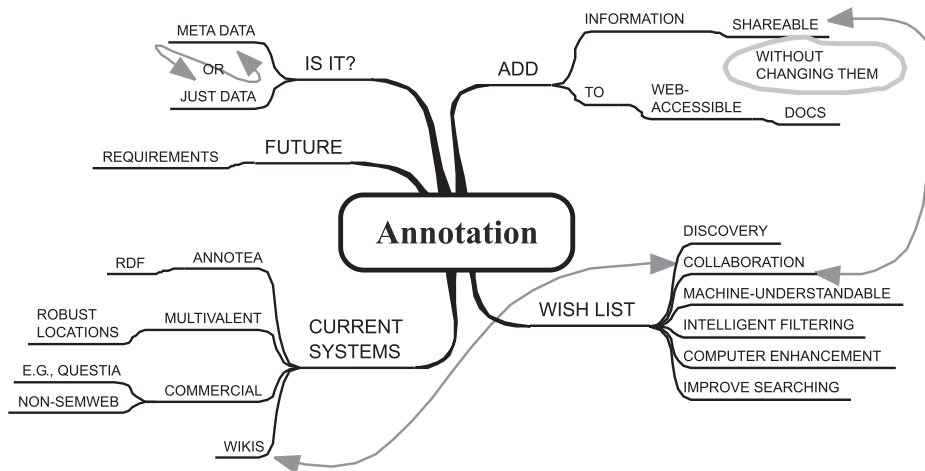 META DATA
OR
JUST DATA
IS IT?
ADD
INFORMATION
SHAREABLE
WITHOUT
CHANGING THEM
TO
WEB-
ACCESSIBLE
DOCS
REQUIREMENTS
FUTURE
Annotation
RDF
ANNOTEA
ROBUST
LOCATIONS
MULTIVALENT
E.G., QUESTIA
NON-SEMWEB
COMMERCIAL
WIKIS
CURRENT
SYSTEMS
WISH LIST
DISCOVERY
COLLABORATION
MACHINE-UNDERSTANDABLE
INTELLIGENT FILTERING
COMPUTER ENHANCEMENT
IMPROVE SEARCHING